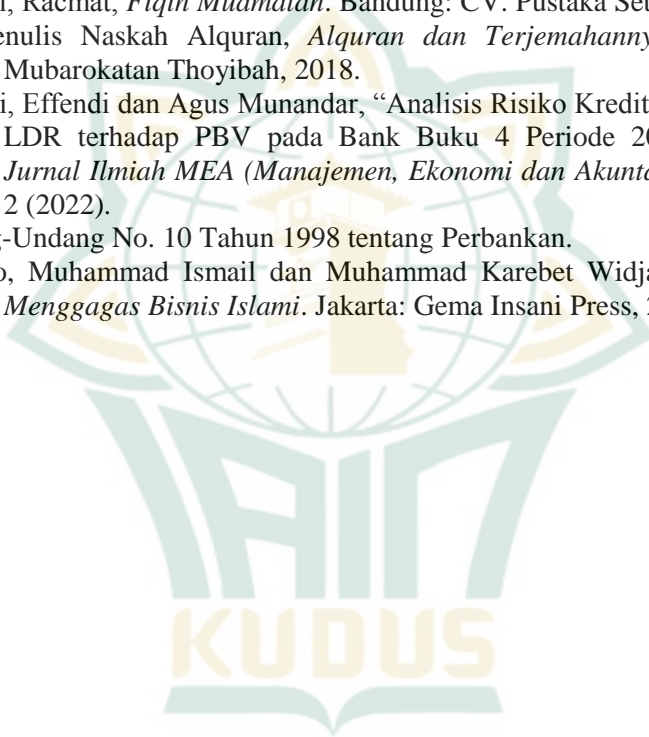 i, Racmat, Fiqih Muamalah. Bandung: CV. Pustaka Se
enulis Naskah Alquran, Alquran dan Terjemahanny
Mubarokatan Thoyibah, 2018.
i, Effendi dan Agus Munandar, “Analisis Risiko Kredit
LDR terhadap PBV pada Bank Buku 4 Periode 20
Jurnal Ilmiah MEA (Manajemen, Ekonomi dan Akunta
2 (2022).
g-Undang No. 10 Tahun 1998 tentang Perbankan.
o, Muhammad Ismail dan Muhammad Karebet Widja
Menggagas Bisnis Islami. Jakarta: Gema Insani Press, 2
IAIN
KUDUS